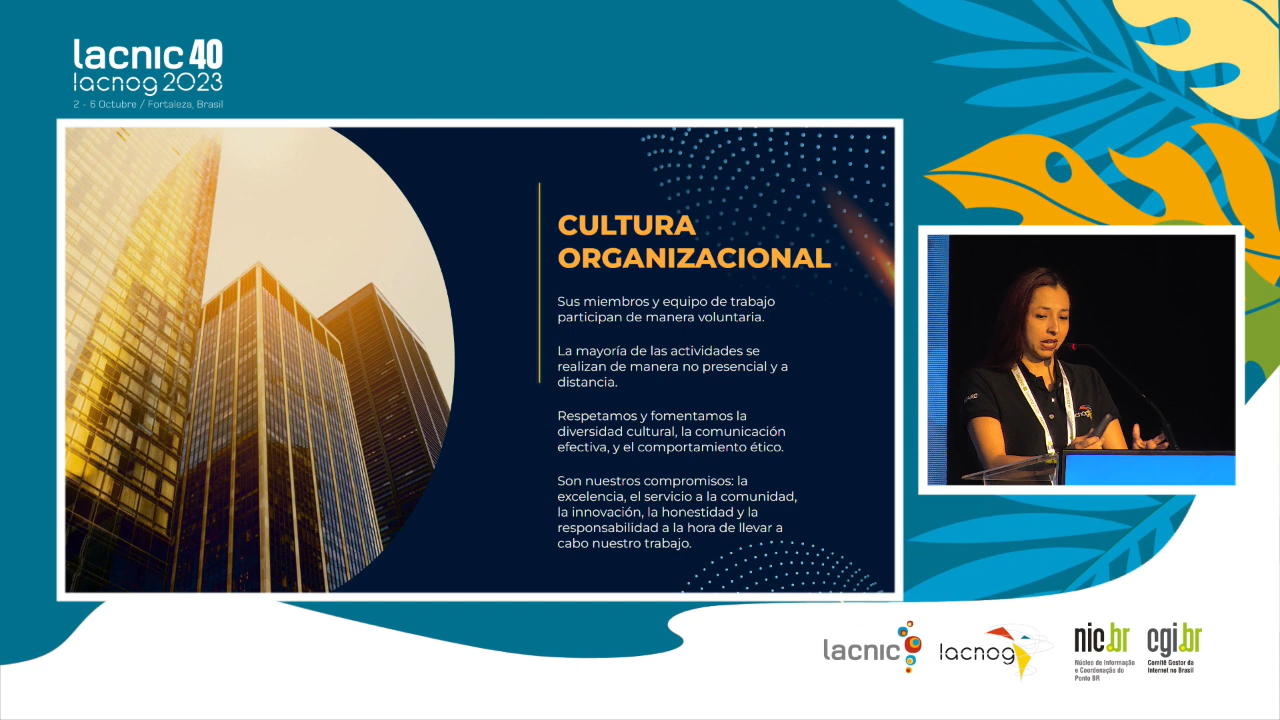 lacnic 40
lacnog 2023
2 - 6 Octubre / Fortaleza, Brasil
CULTURA
ORGANIZACIONAL
Sus miembros y equipo de trabajo
participan de manera voluntaria.
La mayoría de las actividades se
realizan de manera no presencial y a
distancia.
Respetamos y fomentamos la
diversidad cultural, la comunicación
efectiva, y el comportamiento ético.
Son nuestros compromisos: la
excelencia, el servicio a la comunidad,
la innovación, la honestidad y la
responsabilidad a la hora de llevar a
cabo nuestro trabajo.
lacnic
lacnog
nic.br
Núcleo de Informação
e Coordenação do
Ponto BR
cgi.br
Comitê Gestor da
Internet no Brasil